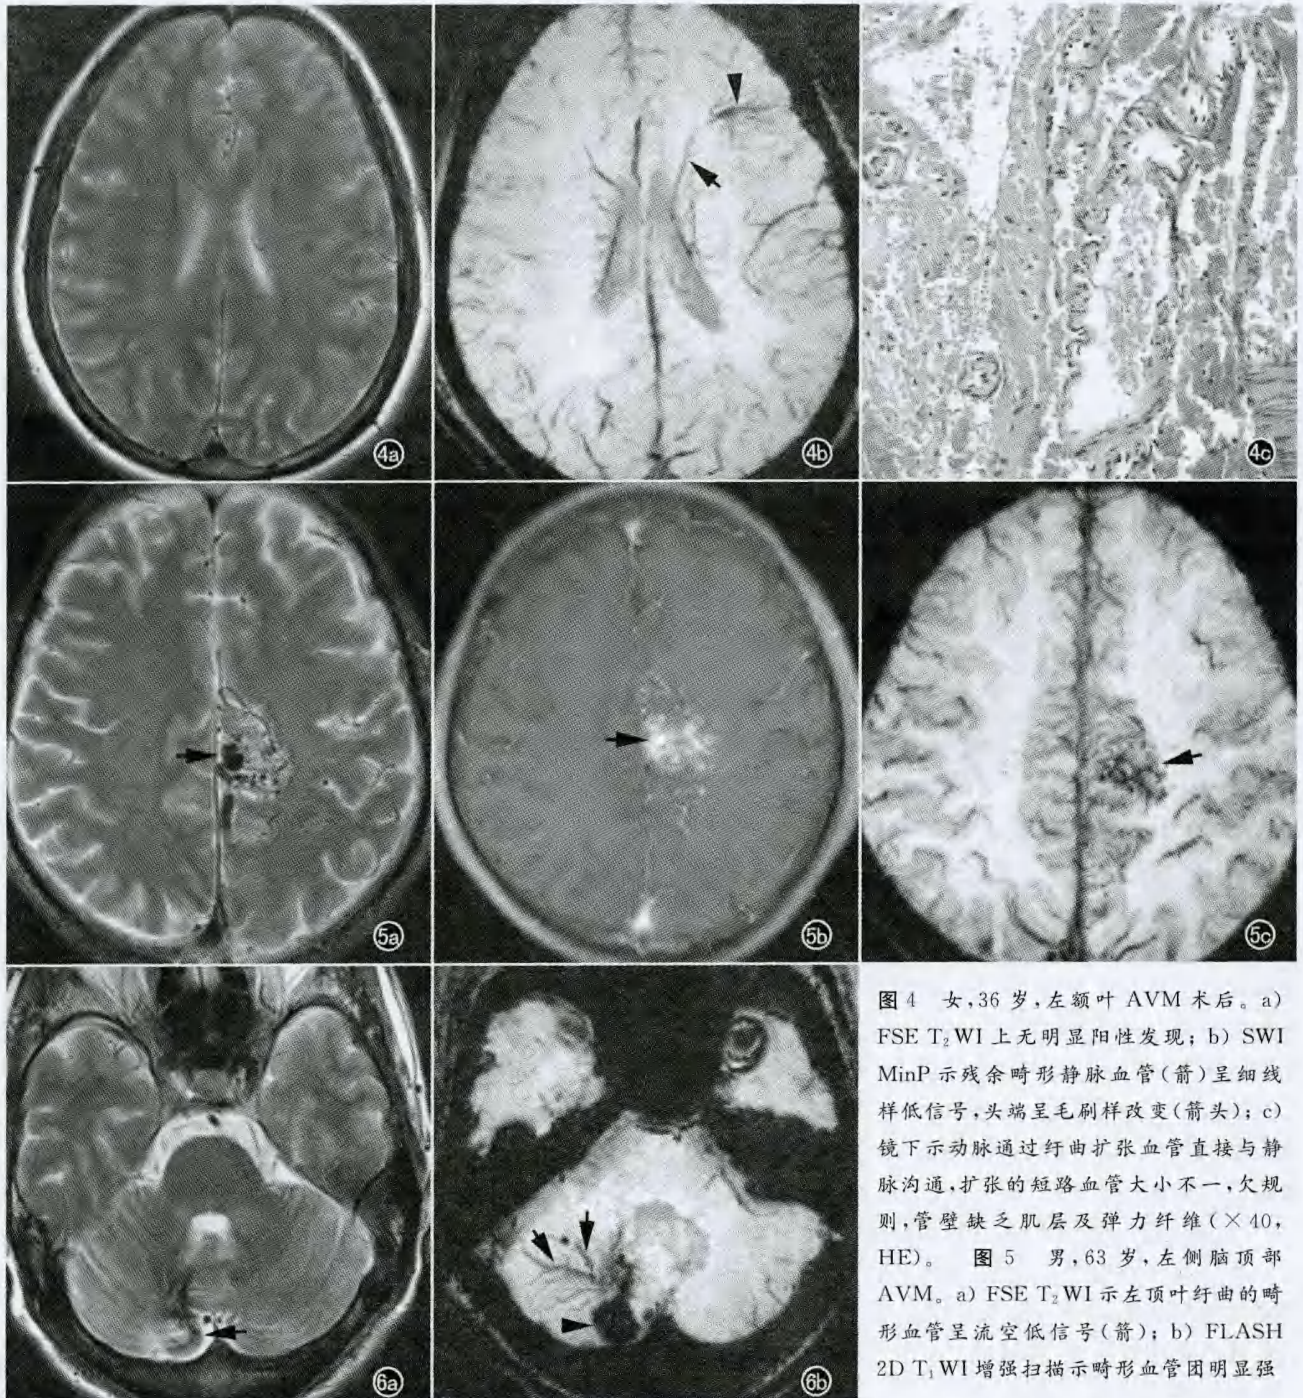 4a
4b
4c
5a
5b
5c
6a
6b
图 4 女,36 岁,左额叶 AVM 术后。a)
FSE T₂WI 上无明显阳性发现; b) SWI
MinP 示残余畸形静脉血管(箭)呈细线
样低信号,头端呈毛刷样改变(箭头); c)
镜下示动脉通过纡曲扩张血管直接与静
脉沟通,扩张的短路血管大小不一,欠规
则,管壁缺乏肌层及弹力纤维(×40,
HE)。 图 5 男,63 岁,左侧脑顶部
AVM。a) FSE T₂WI 示左顶叶纡曲的畸
形血管呈流空低信号(箭); b) FLASH
2D T₁WI 增强扫描示畸形血管团明显强